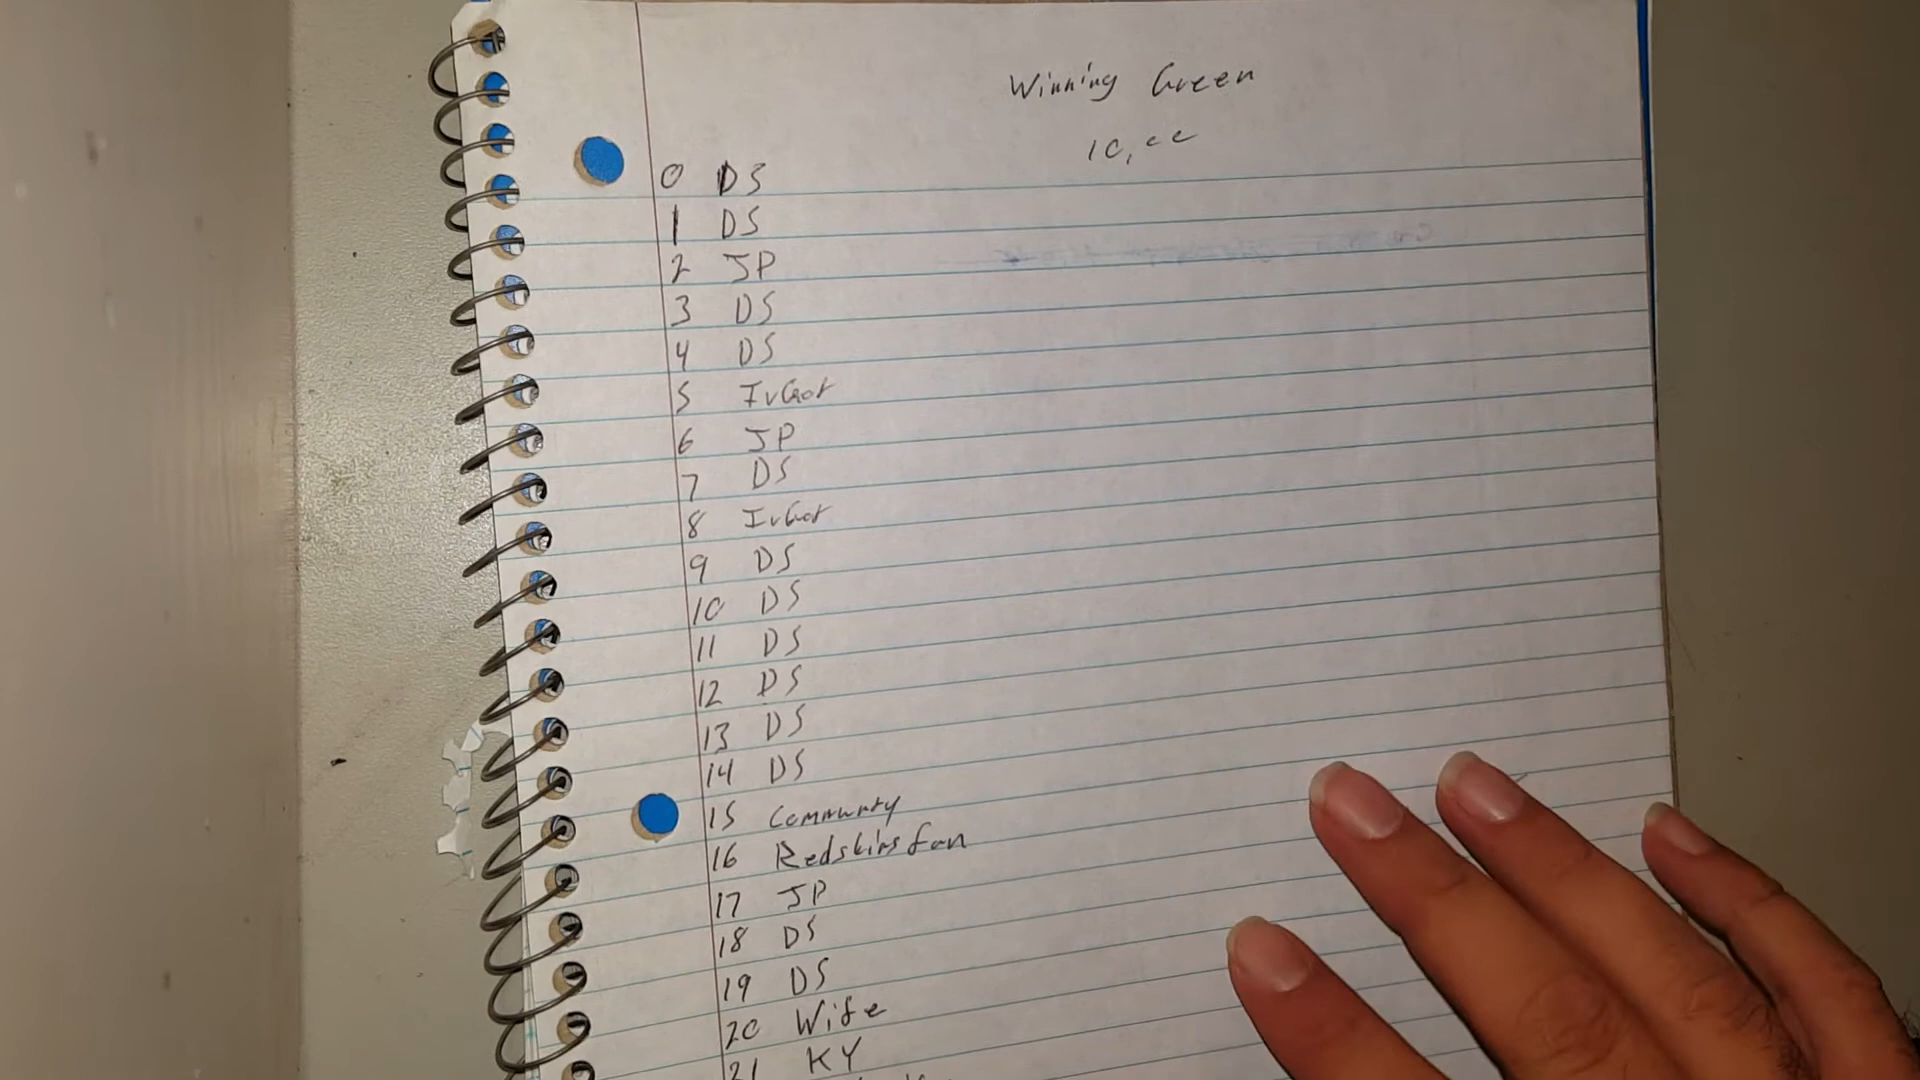 Winning Green
10,00
0 DS
1 DS
2 JP
3 DS
4 DS
5 IvGot
6 JP
7 DS
8 IvGot
9 DS
10 DS
11 DS
12 DS
13 DS
14 DS
15 Community
16 Redskinsfan
17 JP
18 DS
19 DS
20 Wife
21 KY